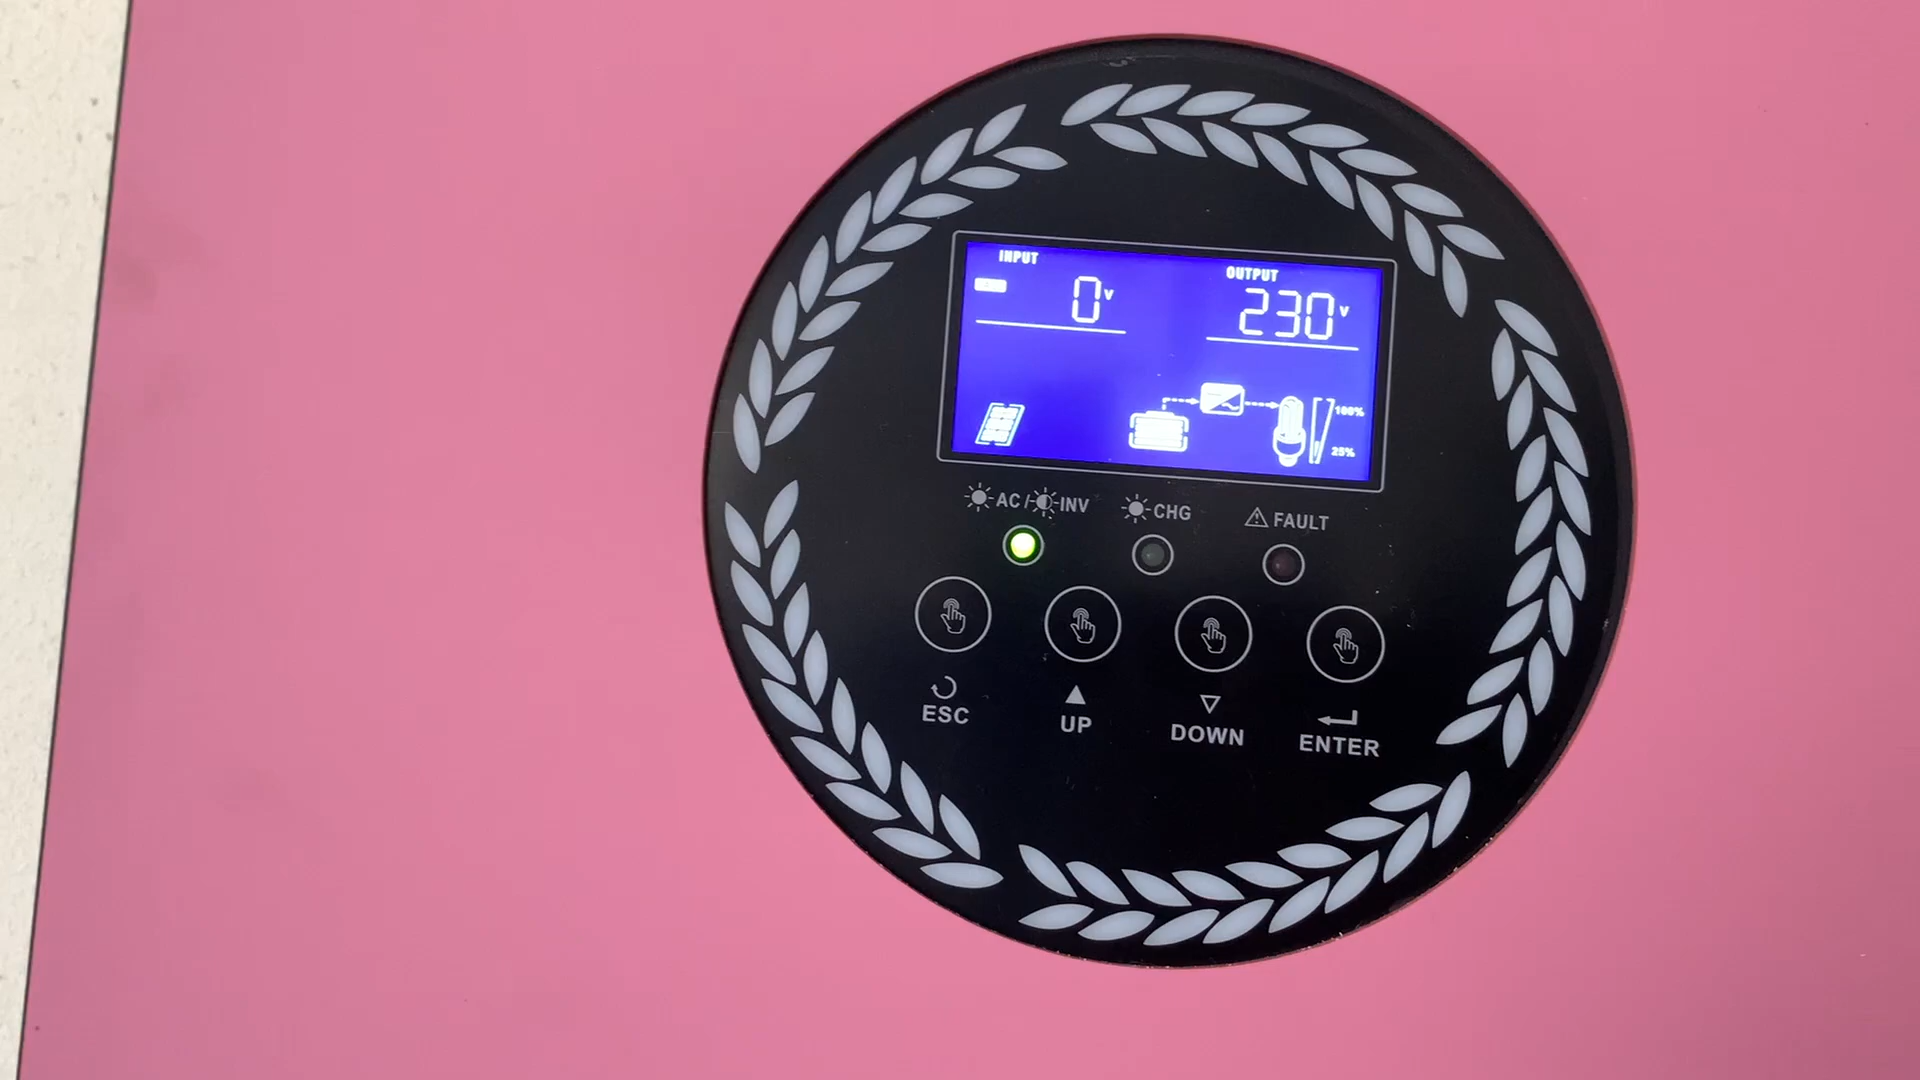 INPUT
0V
OUTPUT
230V
100%
25%
AC/ INV
CHG
FAULT
ESC
UP
DOWN
ENTER